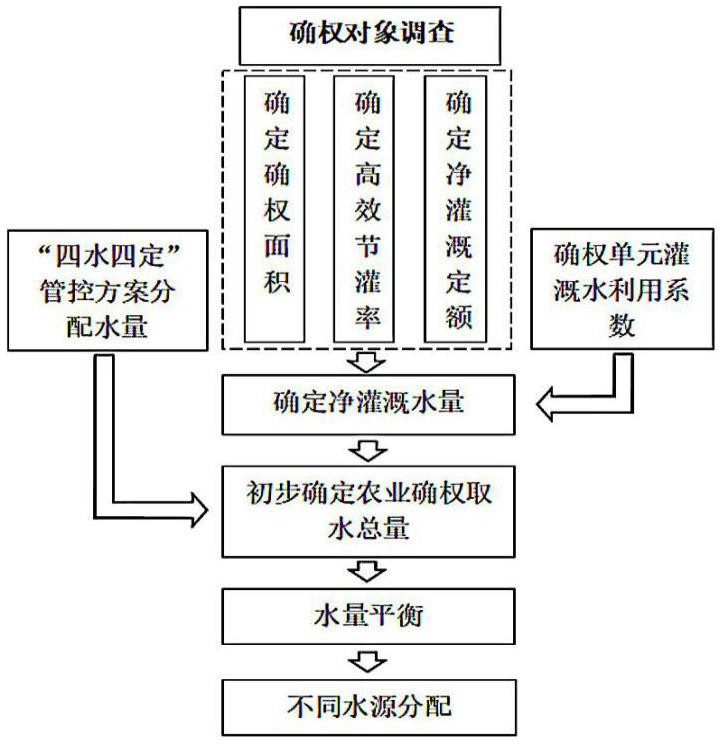 确权对象调查
确定确权面积
确定高效节灌率
确定净灌溉定额
“四水四定”
管控方案分
配水量
确权单元灌
溉水利用系
数
确定净灌溉水量
初步确定农业确权取
水总量
水量平衡
不同水源分配